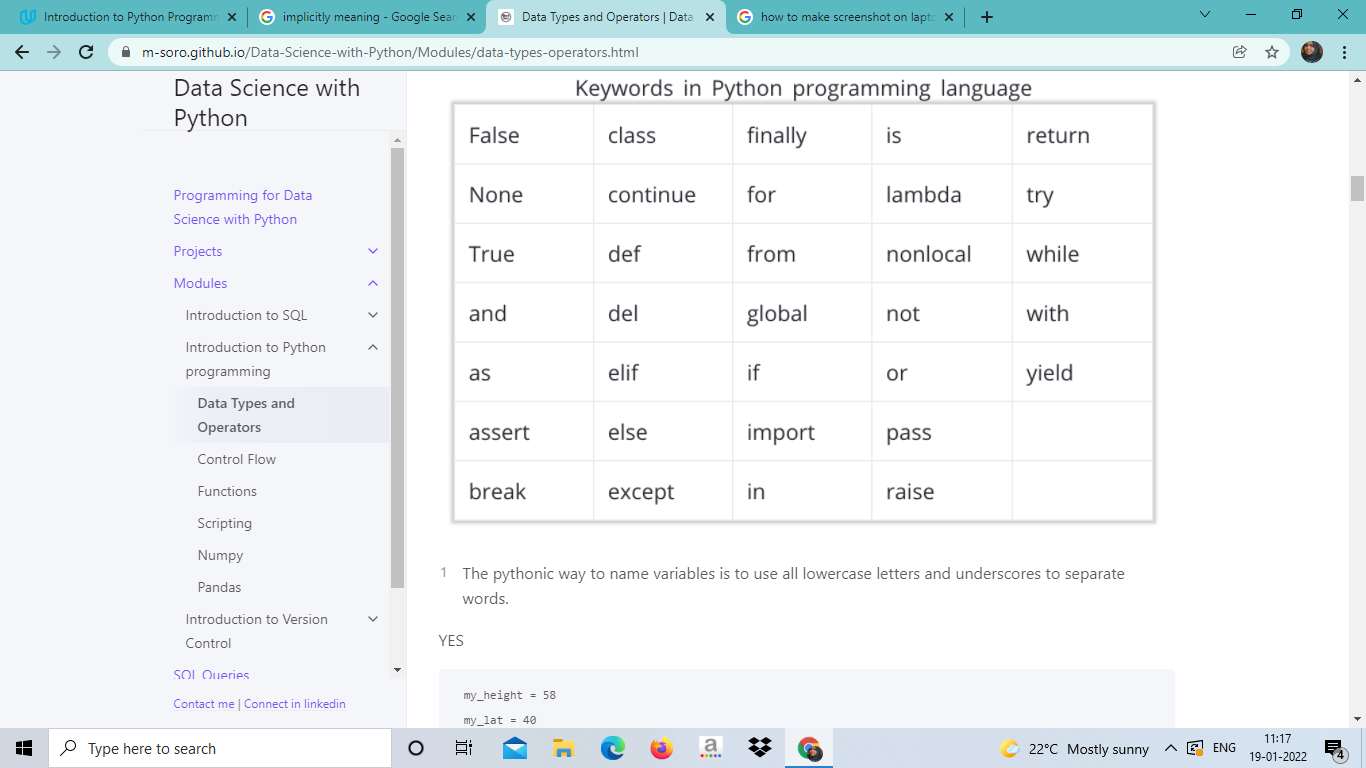 Introduction to Python Programm
implicitly meaning - Google Sear
Data Types and Operators | Data
how to make screenshot on lapto
m-soro.github.io/Data-Science-with-Python/Modules/data-types-operators.html
Data Science with
Python
Programming for Data
Science with Python
Projects
Modules
Introduction to SQL
Introduction to Python
programming
Data Types and
Operators
Control Flow
Functions
Scripting
Numpy
Pandas
Introduction to Version
Control
SQL Queries
Contact me | Connect in linkedin
Keywords in Python programming language
False class finally is return
None continue for lambda try
True def from nonlocal while
and del global not with
as elif if or yield
assert else import pass
break except in raise
1 The pythonic way to name variables is to use all lowercase letters and underscores to separate
words.
YES
my_height = 58
my_lat = 40
Type here to search
a
22°C Mostly sunny
ENG
11:17
19-01-2022
4